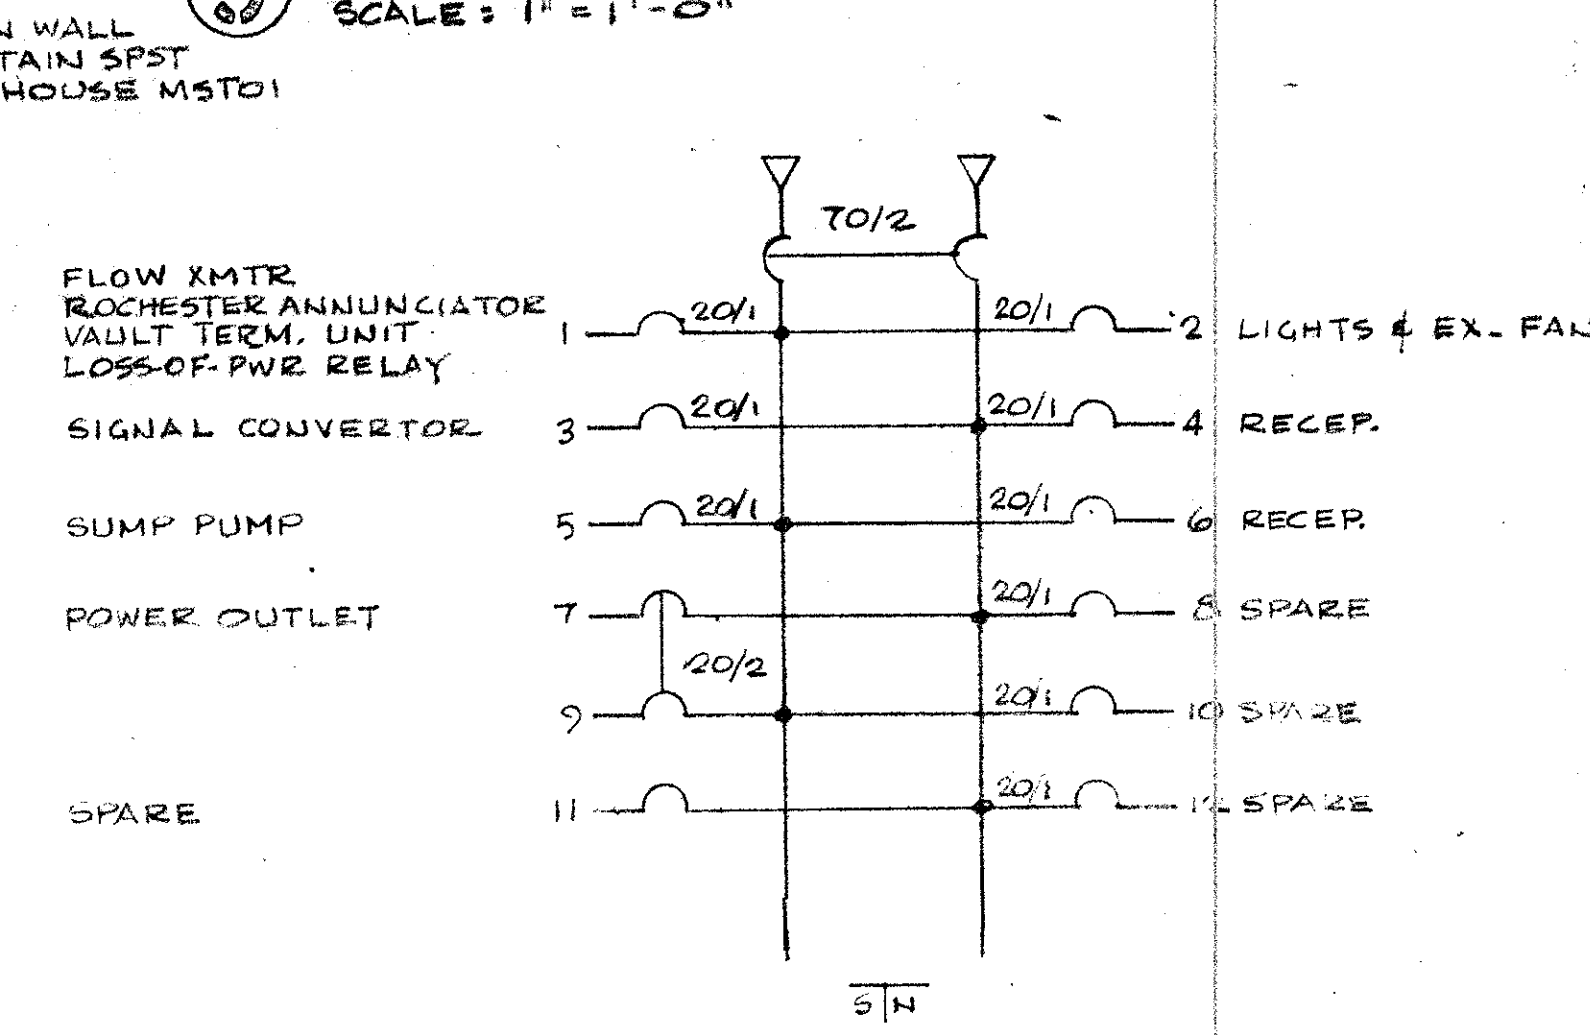 N WALL
TAIN SPST
HOUSE MST01
SCALE: 1" = 1'-0"
70/2
FLOW XMTR
ROCHESTER ANNUNCIATOR
VAULT TERM. UNIT
LOSS-OF-PWR RELAY
1 20/1 20/1 2 LIGHTS & EX. FAN
SIGNAL CONVERTOR 3 20/1 20/1 4 RECEP.
SUMP PUMP 5 20/1 20/1 6 RECEP.
POWER OUTLET 7 20/1 8 SPARE
20/2
9 20/1 10 SPARE
SPARE 11 20/1 12 SPARE
S N